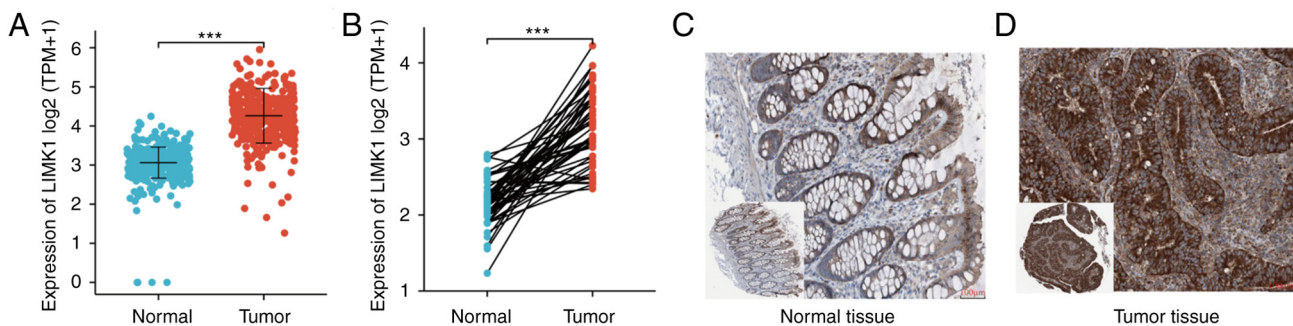 A
Expression of LIMK1 log2 (TPM+1)
6
5
4
3
2
1
0
***
Normal
Tumor
B
Expression of LIMK1 log2 (TPM+1)
4
3
2
1
***
Normal
Tumor
C
100μm
Normal tissue
D
Tumor tissue